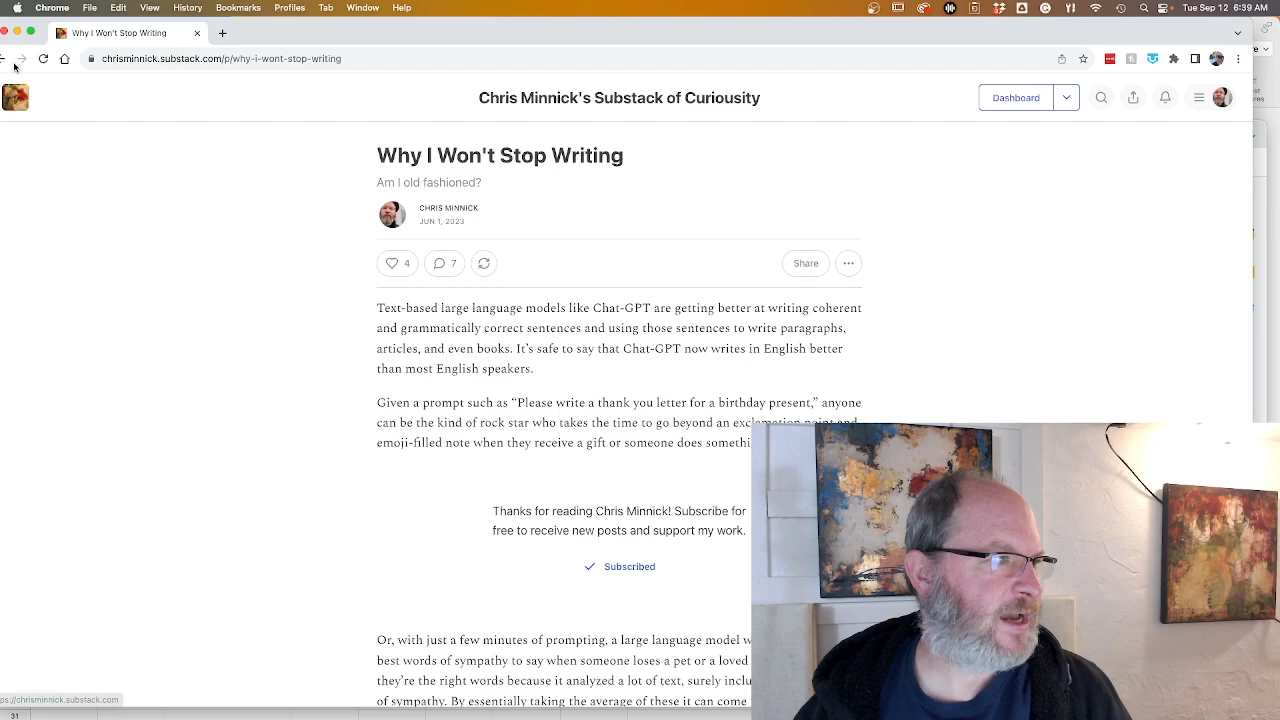 Chrome File Edit View History Bookmarks Profiles Tab Window Help Tue Sep 12 6:39 AM
Why I Won't Stop Writing
chrisminnick.substack.com/p/why-i-wont-stop-writing
Chris Minnick's Substack of Curiousity
Dashboard
Why I Won't Stop Writing
Am I old fashioned?
CHRIS MINNICK
JUN 1, 2023
4 7 Share
Text-based large language models like Chat-GPT are getting better at writing coherent
and grammatically correct sentences and using those sentences to write paragraphs,
articles, and even books. It's safe to say that Chat-GPT now writes in English better
than most English speakers.
Given a prompt such as “Please write a thank you letter for a birthday present,” anyone
can be the kind of rock star who takes the time to go beyond an exclamation point and
emoji-filled note when they receive a gift or someone does somethi
Thanks for reading Chris Minnick! Subscribe for
free to receive new posts and support my work.
Subscribed
Or, with just a few minutes of prompting, a large language model w
best words of sympathy to say when someone loses a pet or a loved
they're the right words because it analyzed a lot of text, surely inclu
of sympathy. By essentially taking the average of these it can come
ps://chrisminnick.substack.com
31